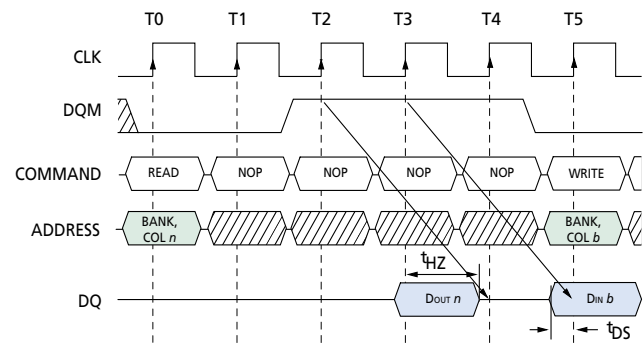 T0 T1 T2 T3 T4 T5
CLK
DQM
COMMAND READ NOP NOP NOP NOP WRITE
ADDRESS BANK, COL n BANK, COL b
tHZ
DQ DOUT n DIN b
tDS